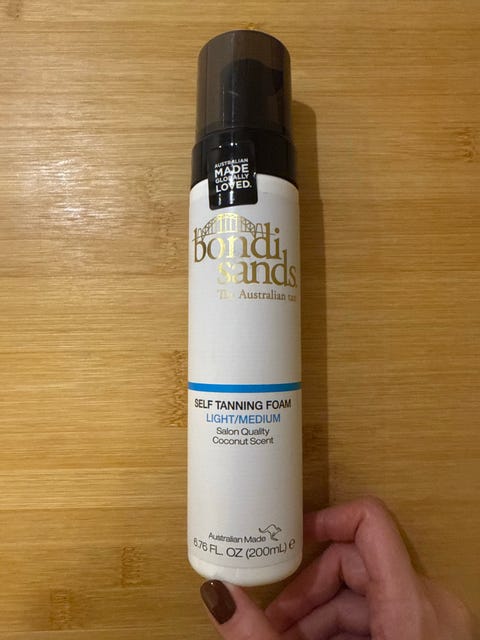 AUSTRALIAN
MADE
GLOBALLY
LOVED.
bondi
sands.
The Australian tan
SELF TANNING FOAM
LIGHT/MEDIUM
Salon Quality
Coconut Scent
Australian Made
6.76 FL. OZ (200mL) e